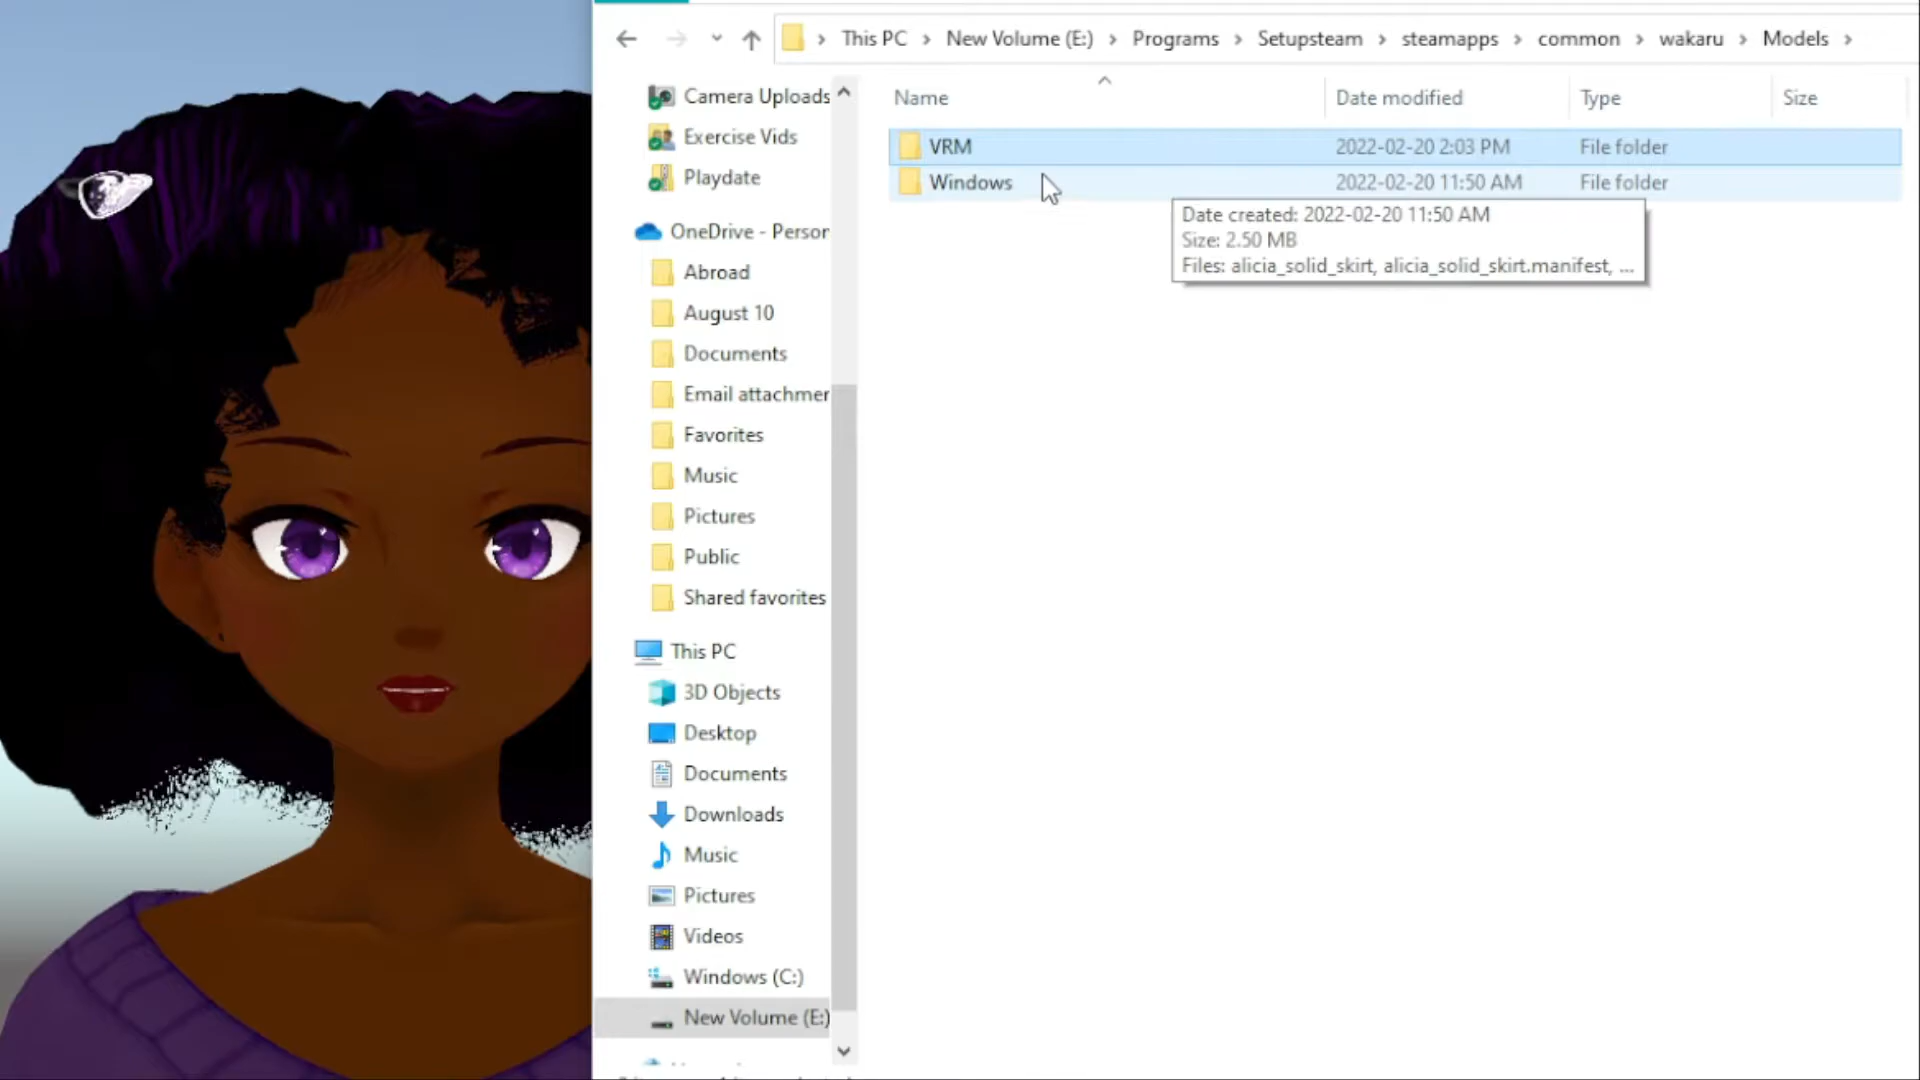 This PC > New Volume (E:) > Programs > Setupsteam > steamapps > common > wakaru > Models >
Camera Uploads
Exercise Vids
Playdate
OneDrive - Person
Abroad
August 10
Documents
Email attachmen
Favorites
Music
Pictures
Public
Shared favorites
This PC
3D Objects
Desktop
Documents
Downloads
Music
Pictures
Videos
Windows (C:)
New Volume (E:)
Name Date modified Type Size
VRM 2022-02-20 2:03 PM File folder
Windows 2022-02-20 11:50 AM File folder
Date created: 2022-02-20 11:50 AM
Size: 2.50 MB
Files: alicia_solid_skirt, alicia_solid_skirt.manifest, ...